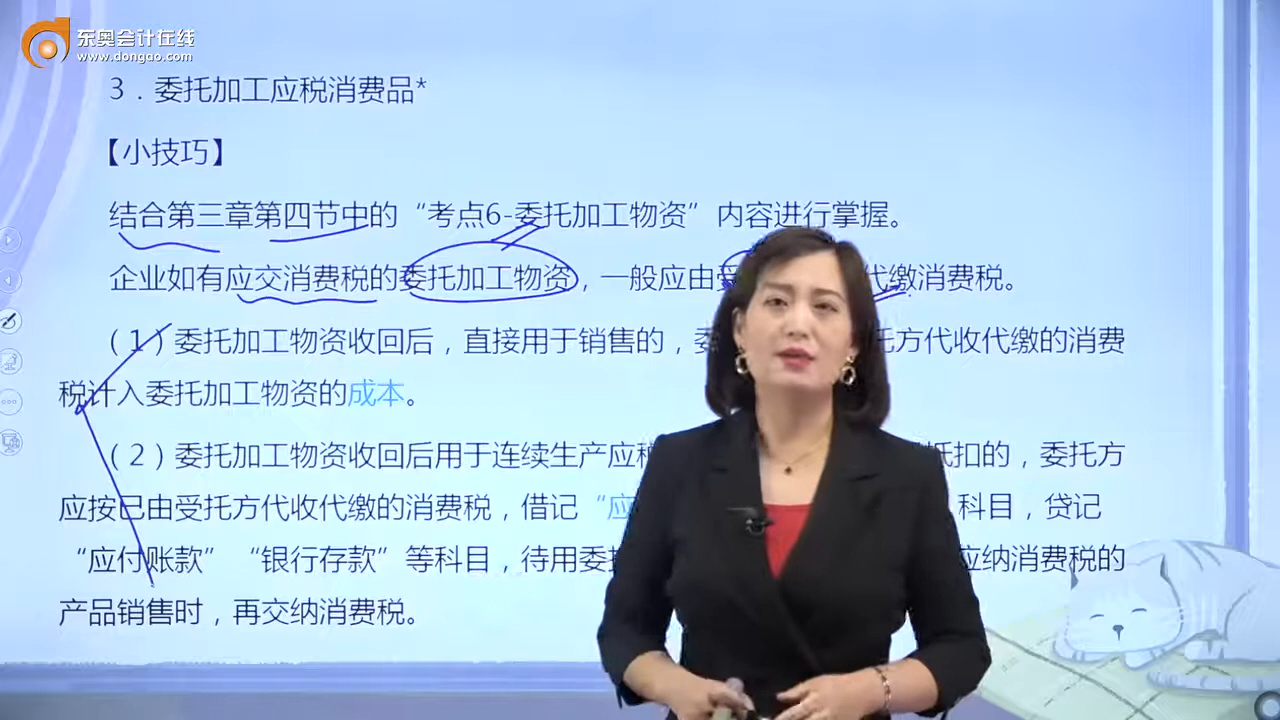 东奥会计在线
www.dongao.com
3．委托加工应税消费品*
【小技巧】
结合第三章第四节中的“考点6-委托加工物资”内容进行掌握。
企业如有应交消费税的委托加工物资，一般应由 代缴消费税。
（1）委托加工物资收回后，直接用于销售的，委 托方代收代缴的消费
税计入委托加工物资的成本。
（2）委托加工物资收回后用于连续生产应税 抵扣的，委托方
应按已由受托方代收代缴的消费税，借记“应 科目，贷记
“应付账款”“银行存款”等科目，待用委托 应纳消费税的
产品销售时，再交纳消费税。